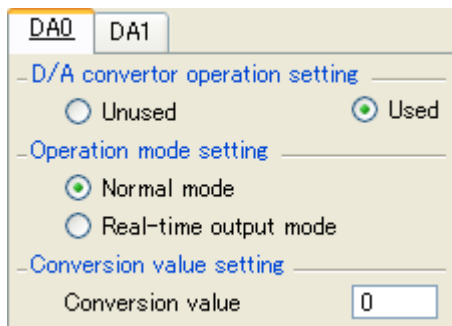 DA0 DA1
D/A convertor operation setting
Unused Used
Operation mode setting
Normal mode
Real-time output mode
Conversion value setting
Conversion value 0